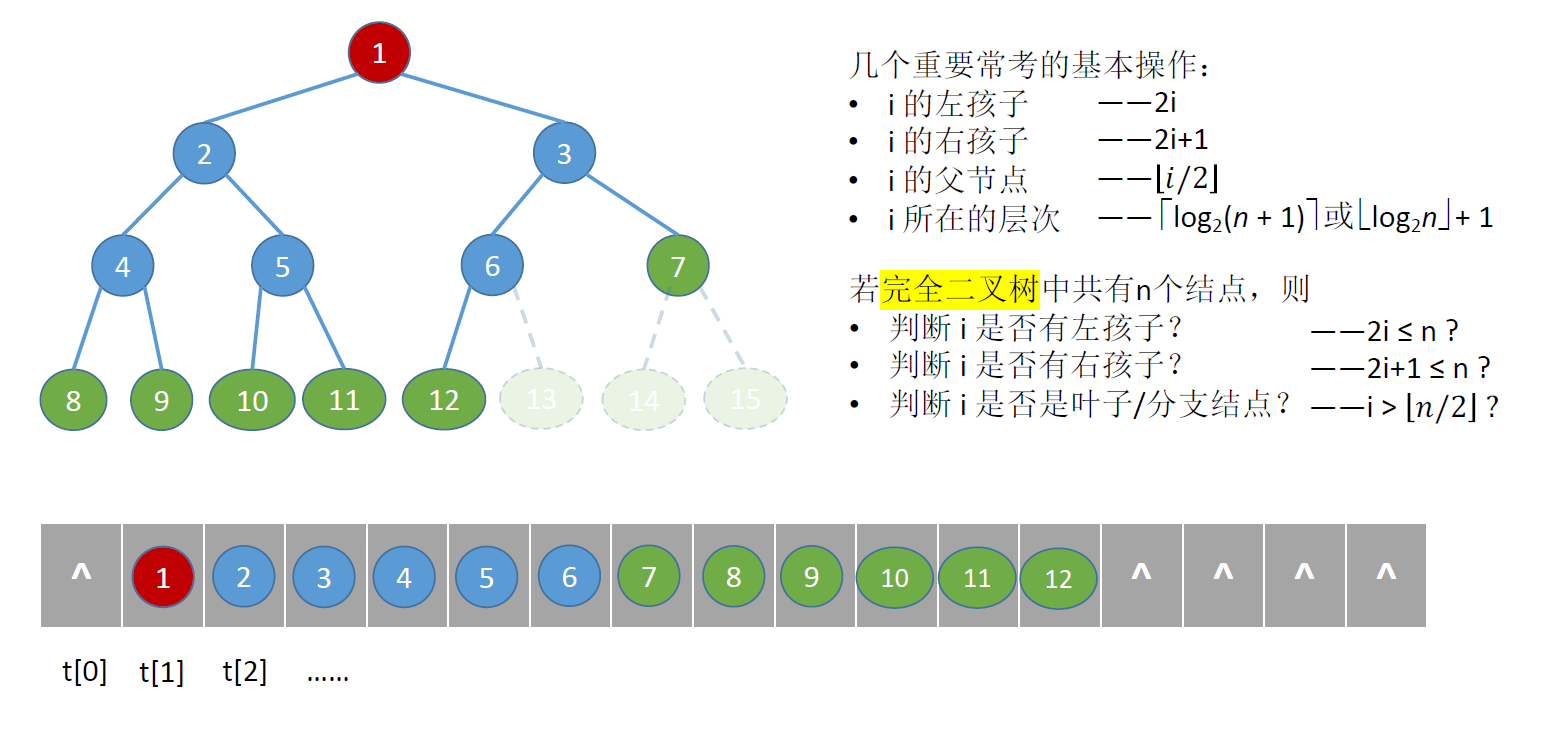 1
2 3
4 5 6 7
8 9 10 11 12 13 14 15
几个重要常考的基本操作：
• i 的左孩子 ——2i
• i 的右孩子 ——2i+1
• i 的父节点 ——⌊i/2⌋
• i 所在的层次 ——⌈log₂(n + 1)⌉或⌊log₂n⌋+ 1
若完全二叉树中共有n个结点，则
• 判断 i 是否有左孩子？ ——2i ≤ n ?
• 判断 i 是否有右孩子？ ——2i+1 ≤ n ?
• 判断 i 是否是叶子/分支结点？ ——i > ⌊n/2⌋ ?
^ 1 2 3 4 5 6 7 8 9 10 11 12 ^ ^ ^ ^
t[0] t[1] t[2] ……